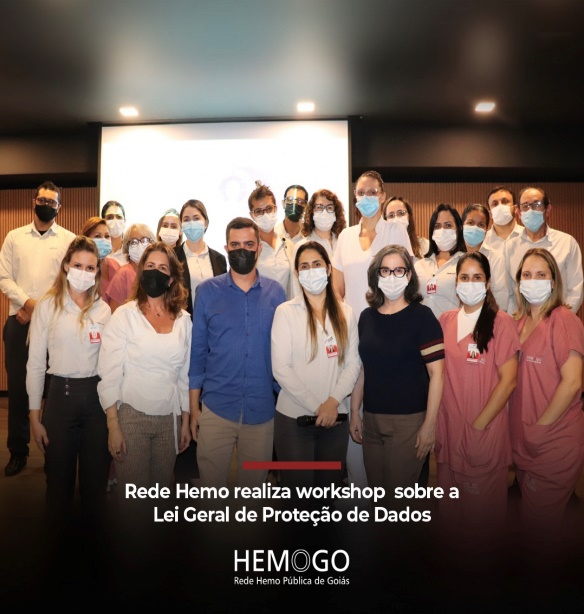 Rede Hemo realiza workshop sobre a
Lei Geral de Proteção de Dados
HEMOGO
Rede Hemo Pública de Goiás